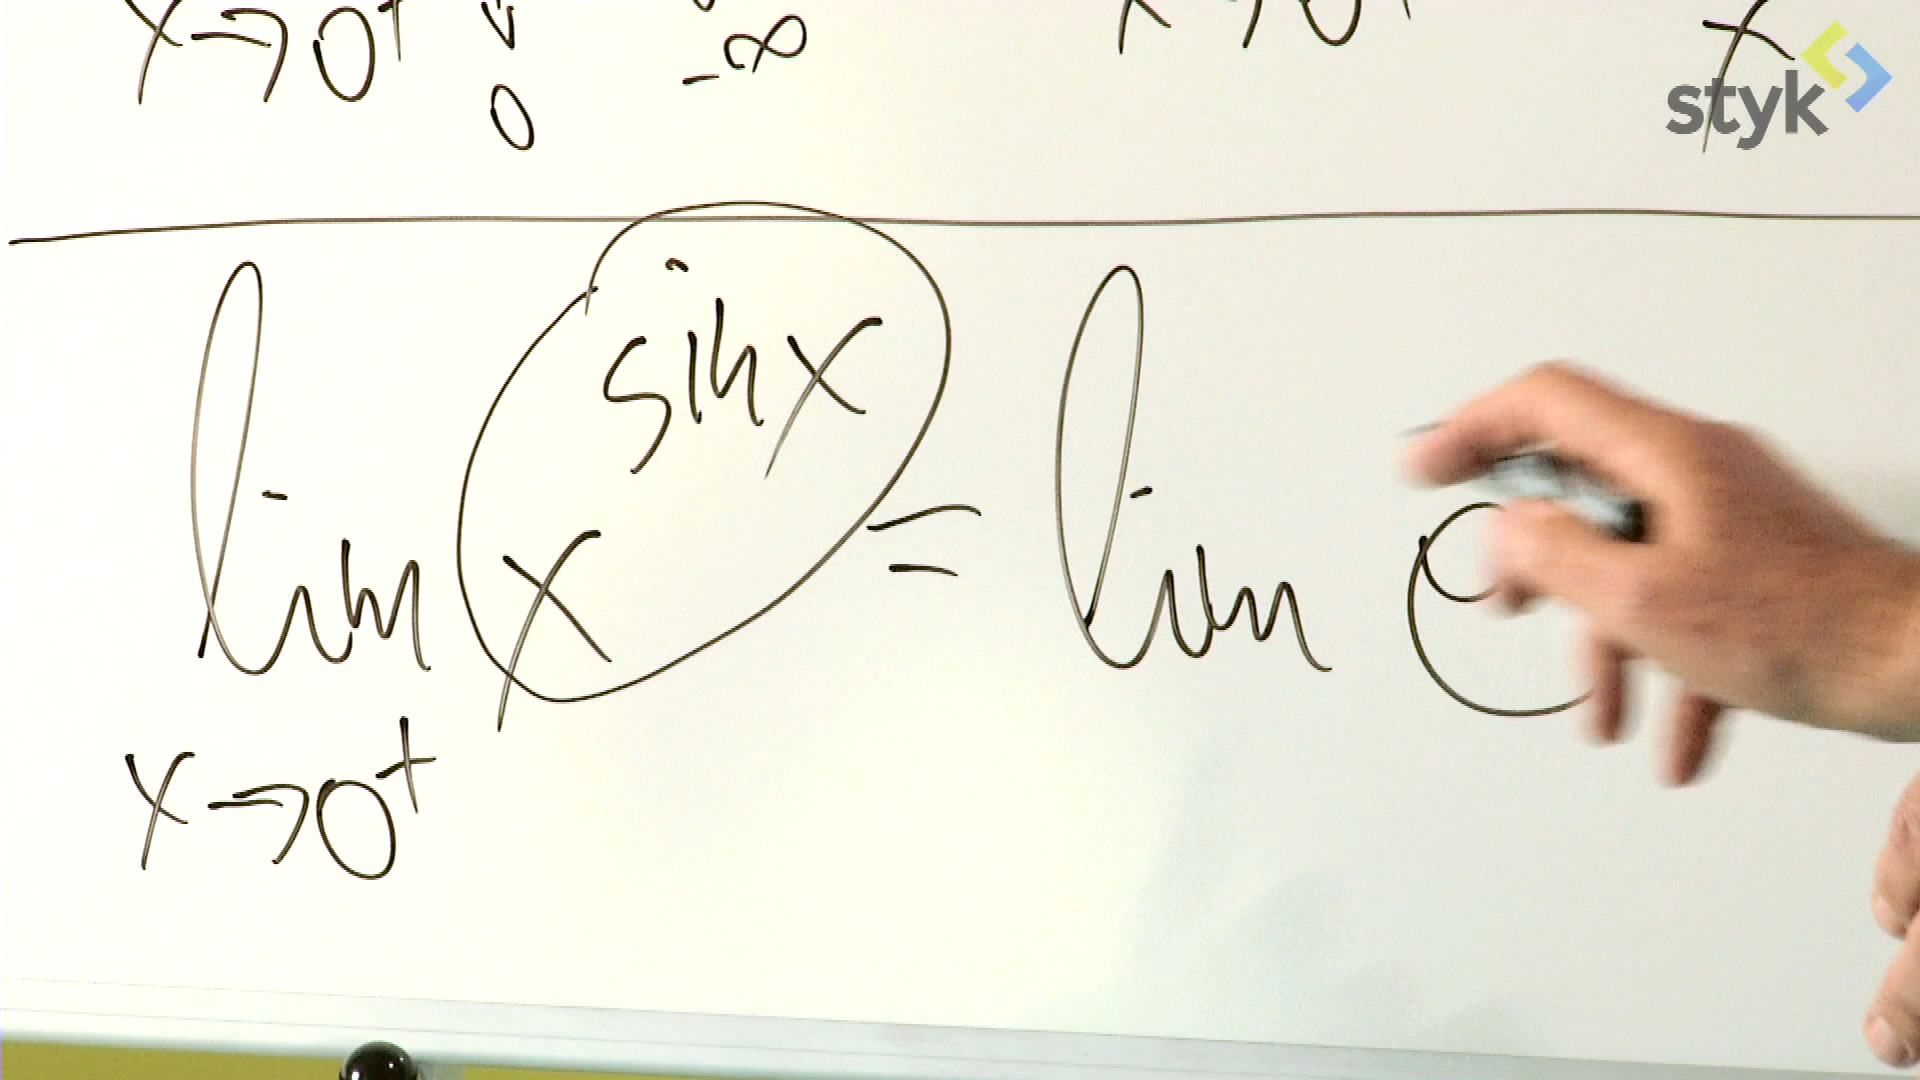 x→0⁺ ↓ -∞ x→0⁺ x
0
styk
lim x^sin x = lim e
x→0⁺